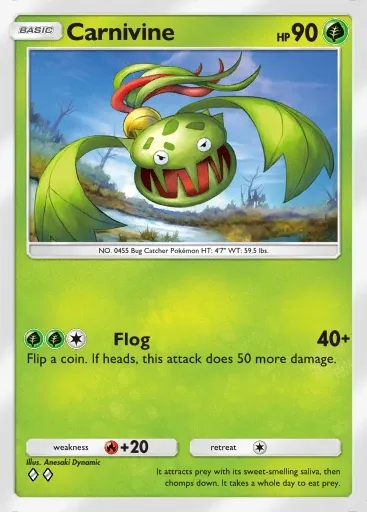 BASIC
Carnivine
HP 90
NO. 0455 Bug Catcher Pokémon HT: 4'7" WT: 59.5 lbs.
Flog 40+
Flip a coin. If heads, this attack does 50 more damage.
weakness +20 retreat
Illus. Anesaki Dynamic
It attracts prey with its sweet-smelling saliva, then
chomps down. It takes a whole day to eat prey.